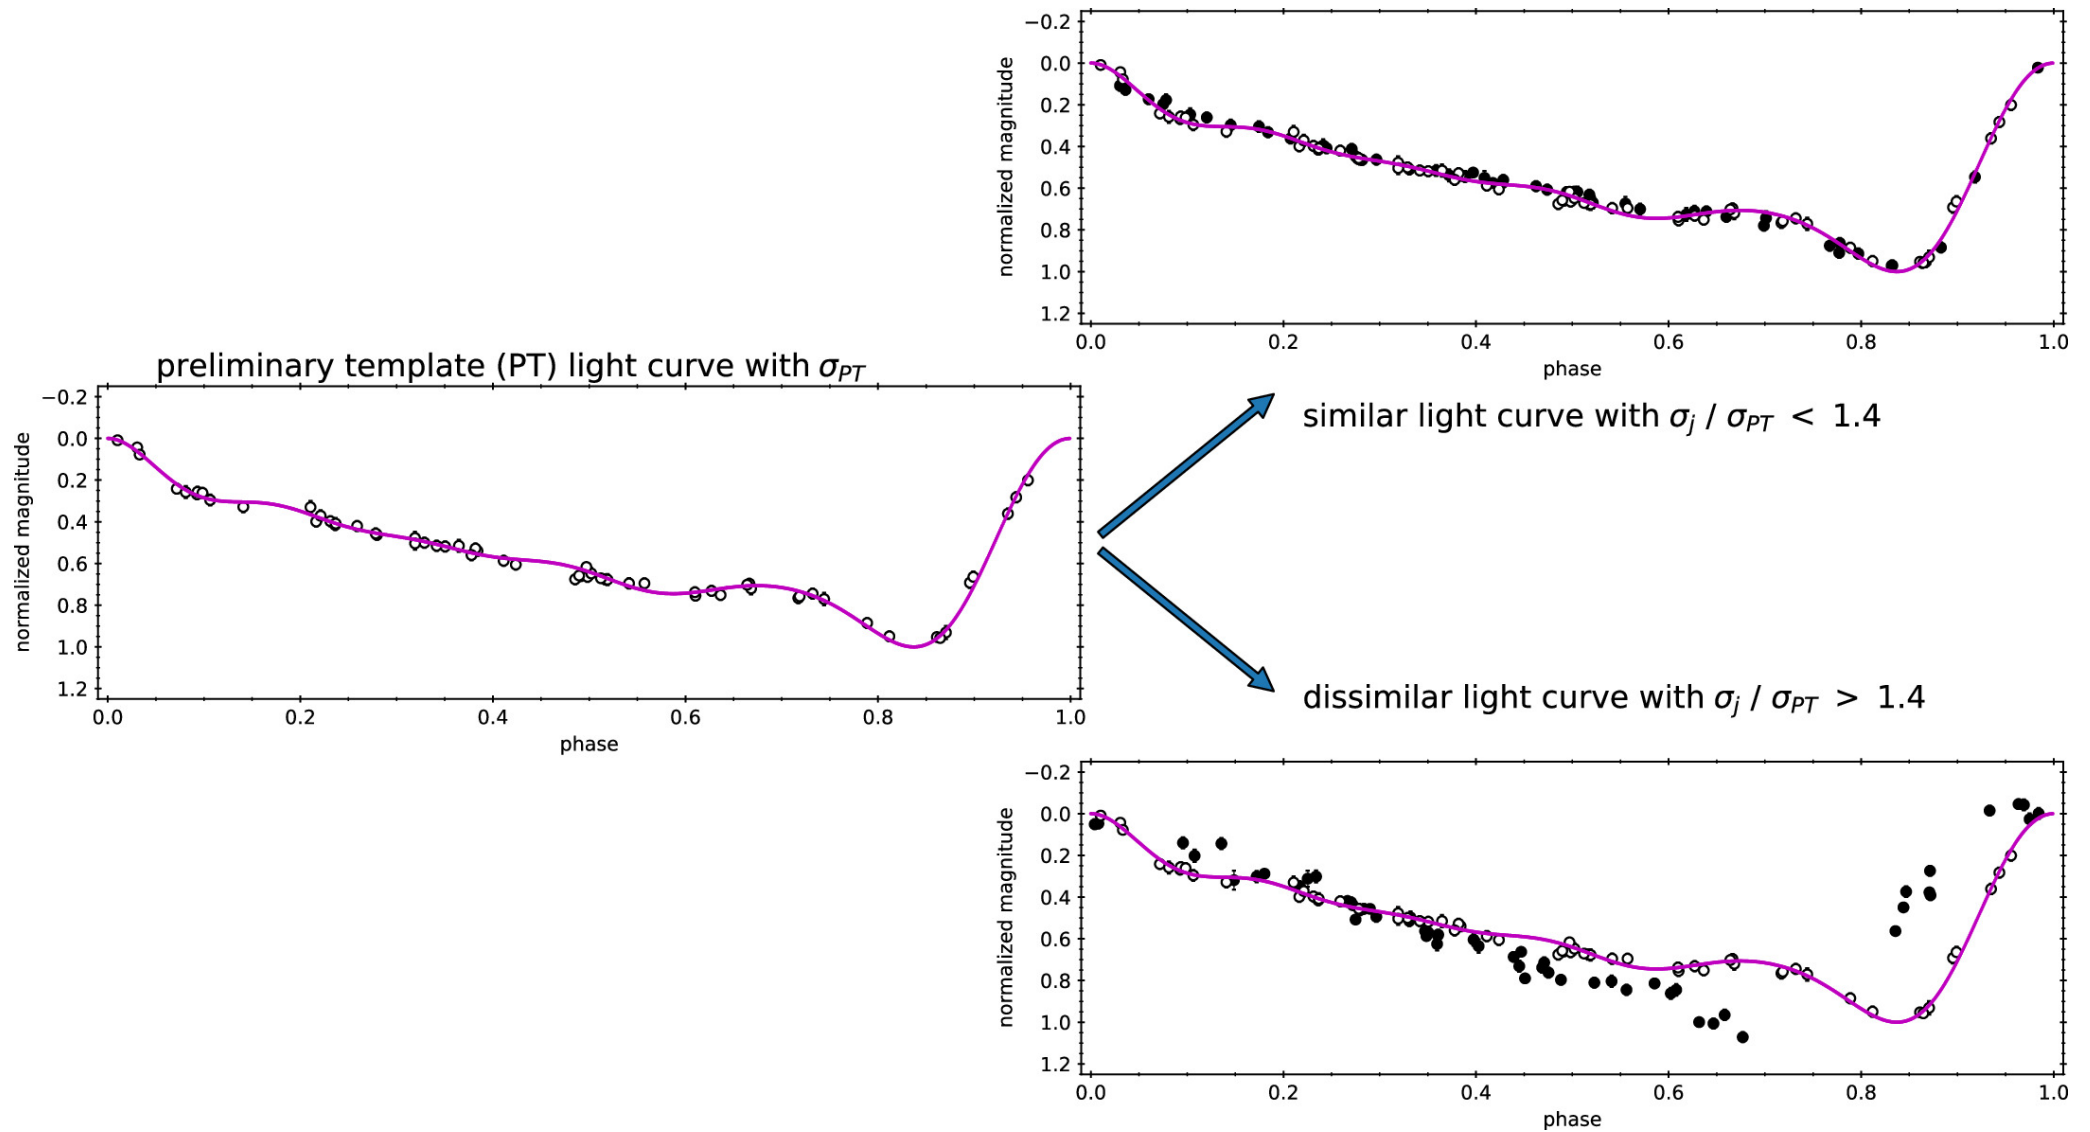 −0.2
0.0
0.2
0.4
0.6
0.8
1.0
1.2
normalized magnitude
0.0 0.2 0.4 0.6 0.8 1.0
phase
preliminary template (PT) light curve with σPT
−0.2
0.0
0.2
0.4
0.6
0.8
1.0
1.2
normalized magnitude
0.0 0.2 0.4 0.6 0.8 1.0
phase
similar light curve with σj / σPT < 1.4
dissimilar light curve with σj / σPT > 1.4
−0.2
0.0
0.2
0.4
0.6
0.8
1.0
1.2
normalized magnitude
0.0 0.2 0.4 0.6 0.8 1.0
phase